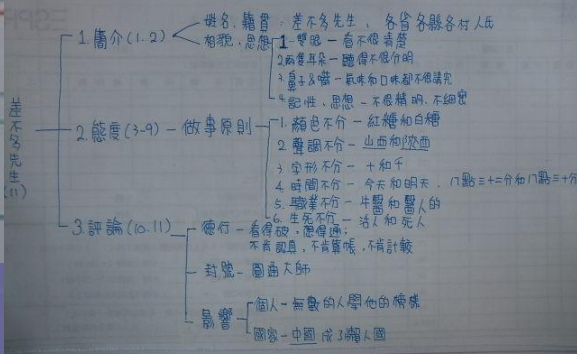 差不多先生(11)
1.簡介(1.2)
姓名、籍貫:差不多先生、各省各縣各村人氏
相貌、思想
1-雙眼-看不很清楚
2.兩隻耳朵-聽得不很分明
3.鼻子&嘴-氣味和口味都不很講究
4.記性、思想-不很精明、不細密
2.態度(3-9)-做事原則
1.顏色不分-紅糖和白糖
2.聲調不分-山西和陝西
3.字形不分-十和千
4.時間不分-今天和明天、八點三十二分和八點三十分
5.職業不分-牛醫和醫人的
6.生死不分-活人和死人
3.評論(10.11)
德行-看得破,想得通;
不肯認真、不肯算帳、不肯計較
封號-圓通大師
影響
個人-無數的人學他的榜樣
國家-中國成了懶人國